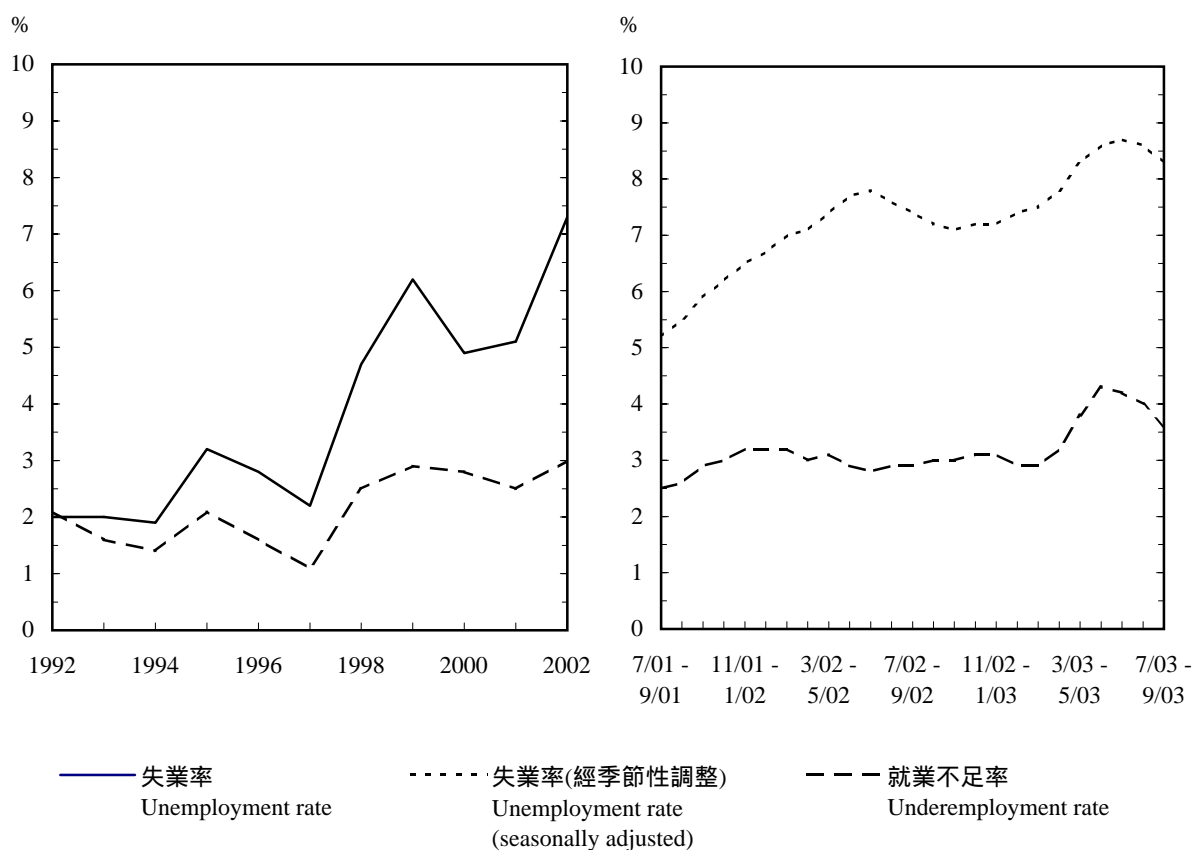 %
10
9
8
7
6
5
4
3
2
1
0
1992 1994 1996 1998 2000 2002
%
10
9
8
7
6
5
4
3
2
1
0
7/01 - 11/01 - 3/02 - 7/02 - 11/02 - 3/03 - 7/03 -
9/01 1/02 5/02 9/02 1/03 5/03 9/03
失業率
Unemployment rate
失業率(經季節性調整)
Unemployment rate
(seasonally adjusted)
就業不足率
Underemployment rate